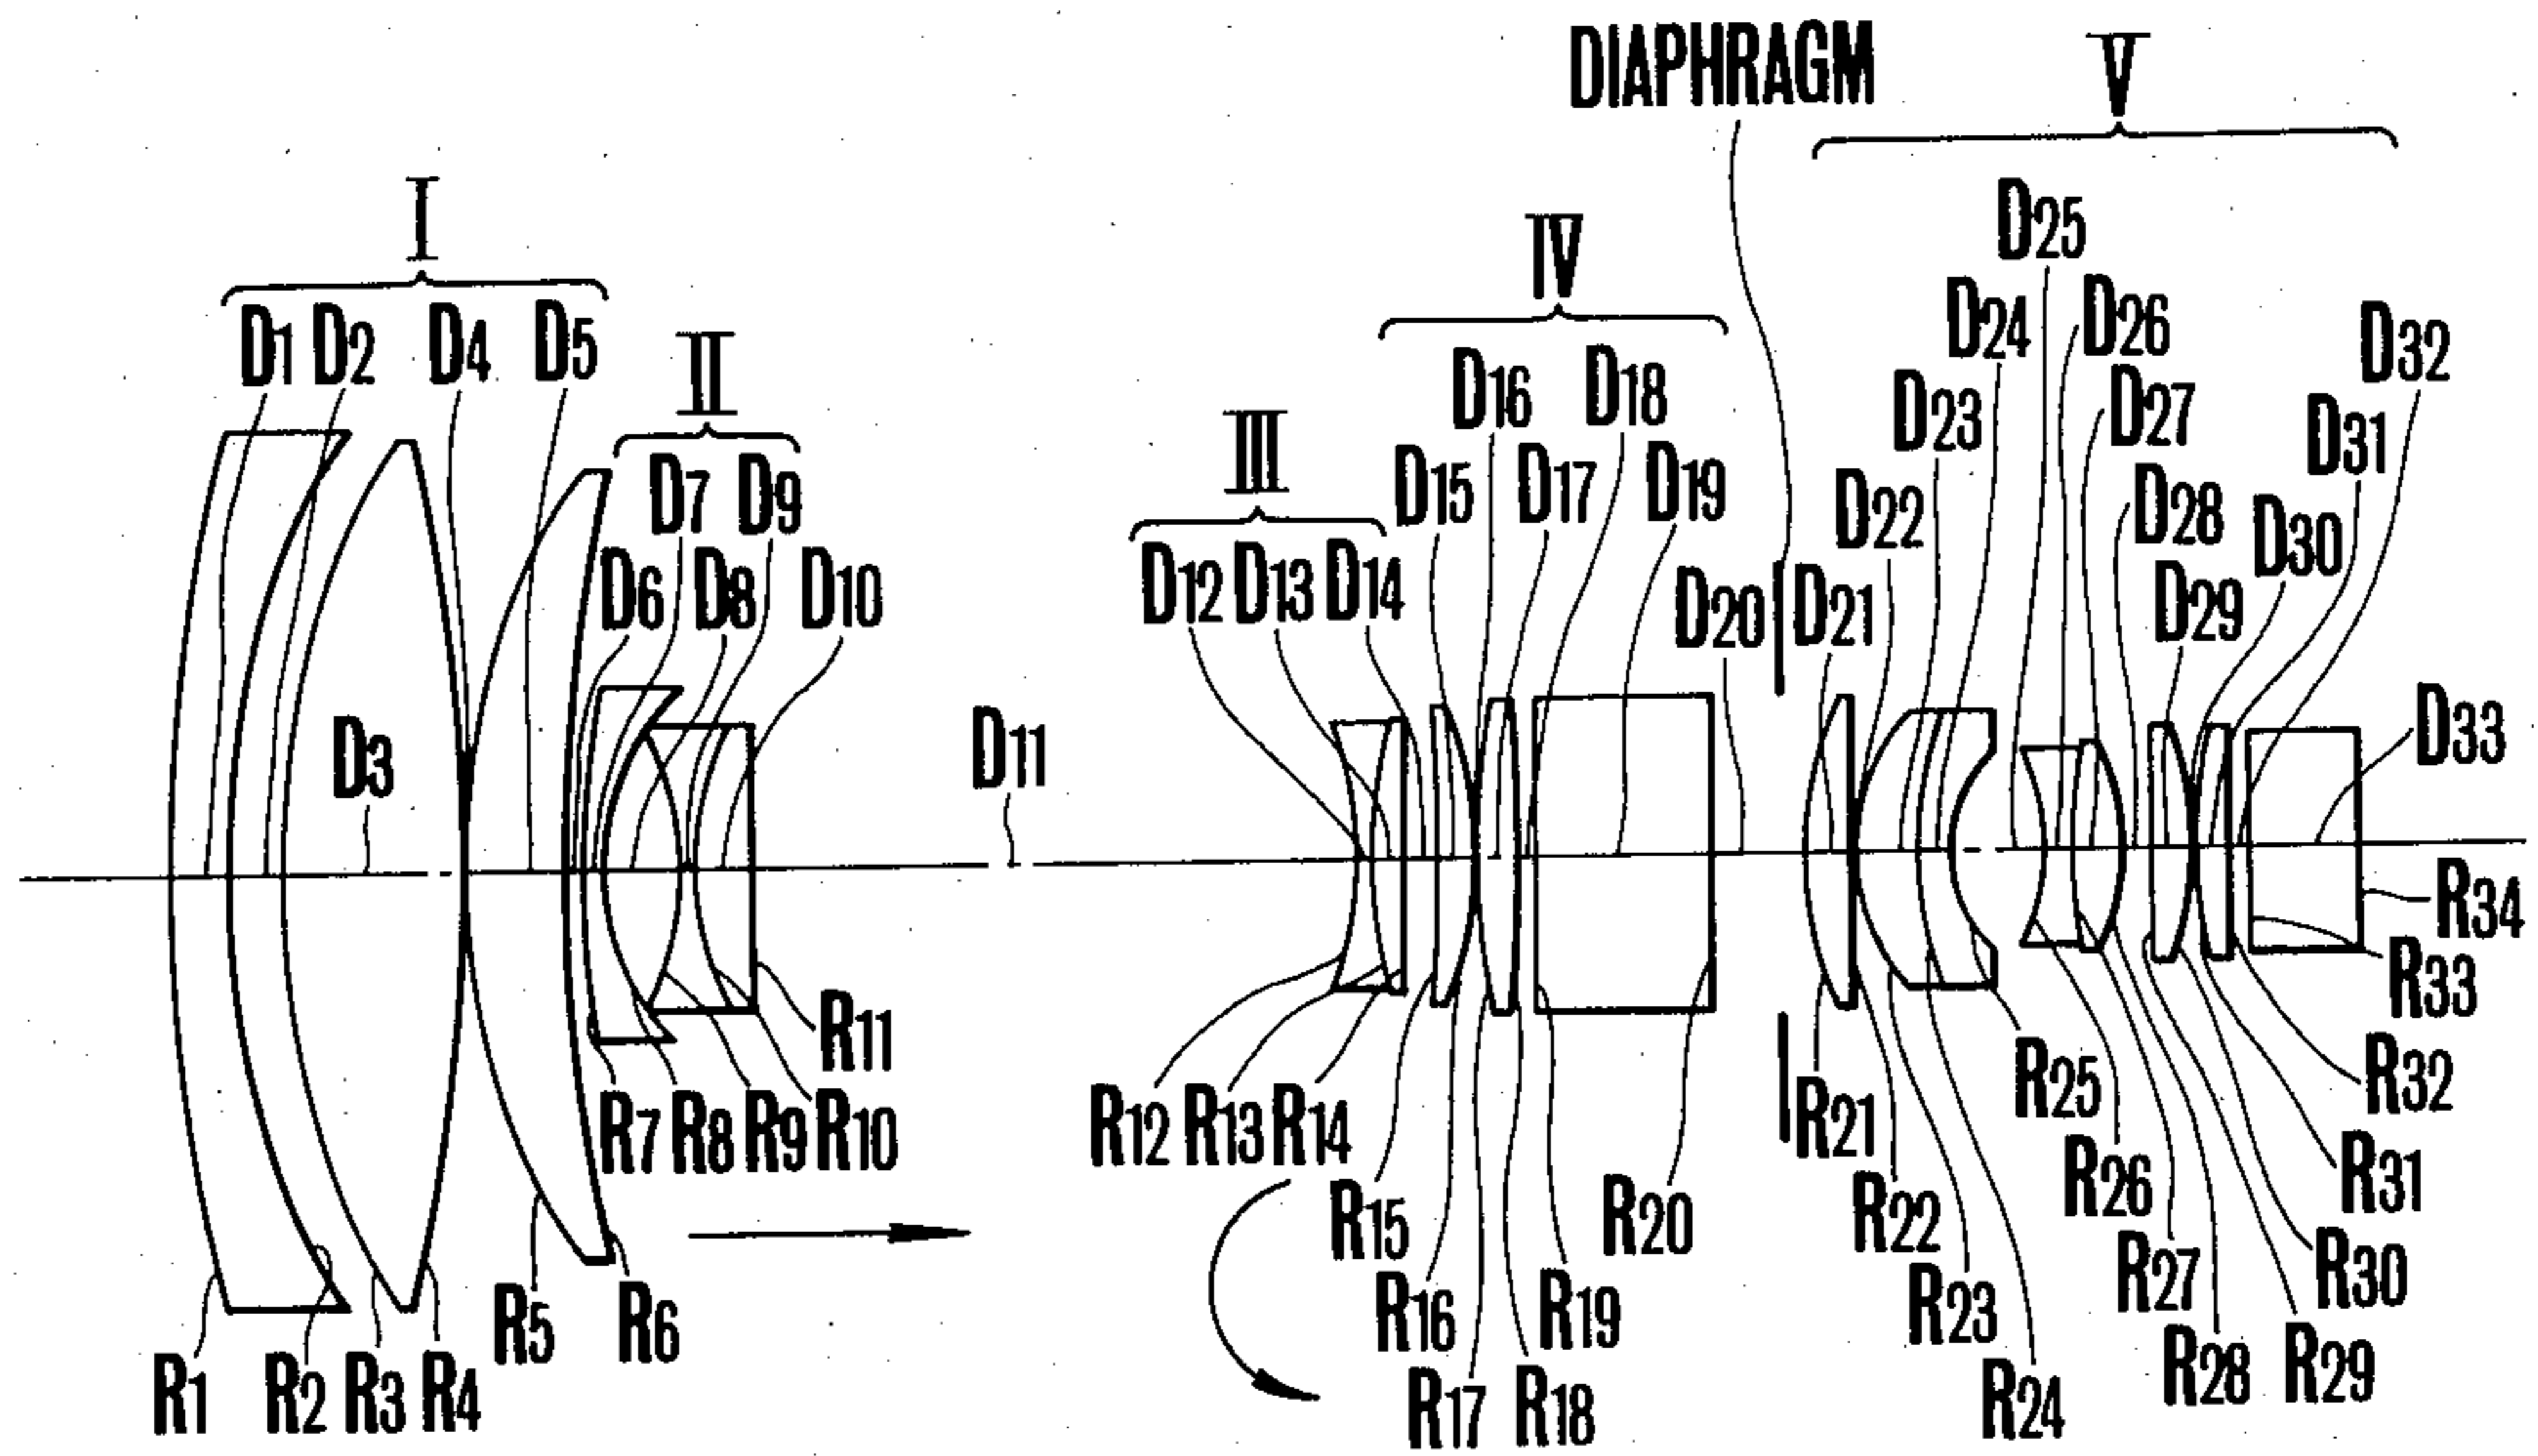 DIAPHRAGM
V
I
IV
II
III
D1 D2 D4 D5
D3
D6 D7 D8 D9 D10
D11
D12 D13 D14
D15 D16 D17 D18 D19
D20 D21
D22 D23 D24 D25
D26 D27 D28 D29
D30 D31 D32
D33
R1 R2 R3 R4 R5 R6
R7 R8 R9 R10
R11
R12 R13 R14
R15 R16 R17 R18 R19 R20
R21 R22 R23 R24
R25 R26 R27 R28 R29
R30 R31 R32
R33
R34